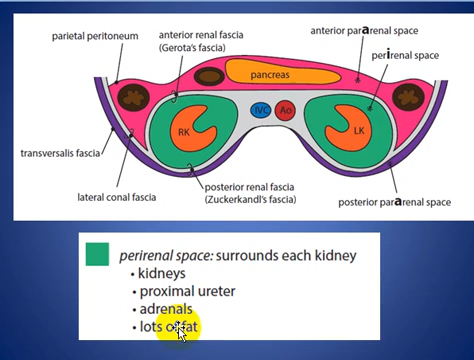 parietal peritoneum
anterior renal fascia
(Gerota's fascia)
anterior pararenal space
perirenal space
pancreas
IVC
Ao
RK
LK
transversalis fascia
lateral conal fascia
posterior renal fascia
(Zuckerkandl's fascia)
posterior pararenal space
perirenal space: surrounds each kidney
• kidneys
• proximal ureter
• adrenals
• lots of fat